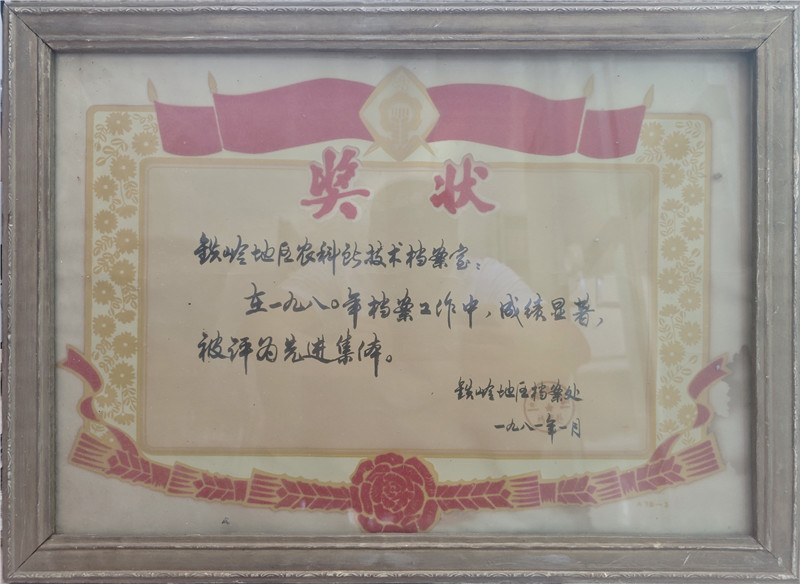 奖状
铁岭地区农科所技术档案室：
在一九八〇年档案工作中，成绩显著，
被评为先进集体。
铁岭地区档案处
一九八一年一月